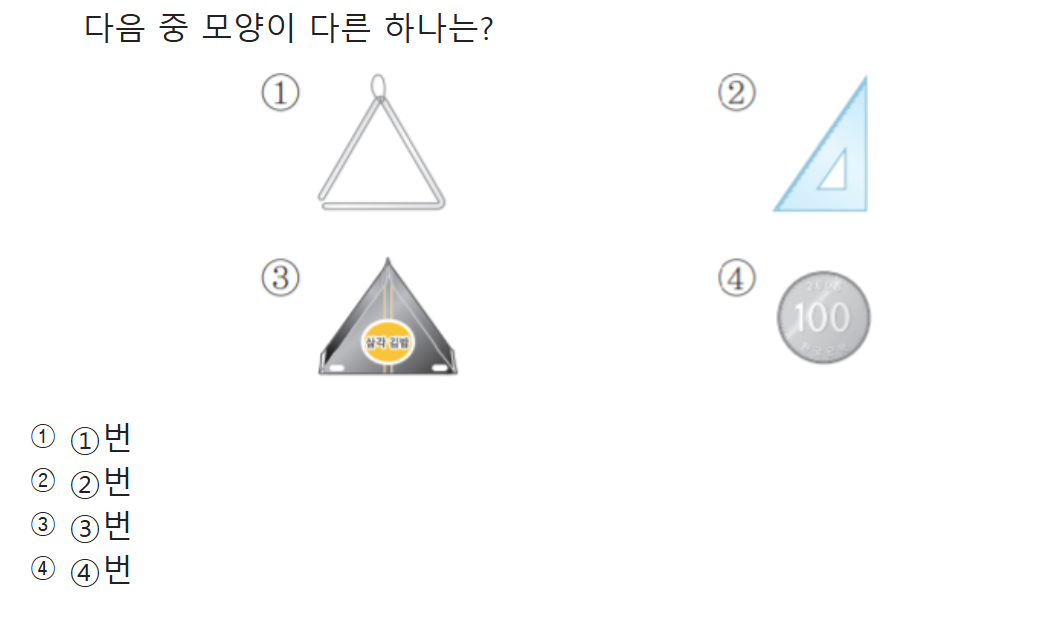 다음 중 모양이 다른 하나는?
① ②
③ 삼각 김밥 ④ 100
① ①번
② ②번
③ ③번
④ ④번